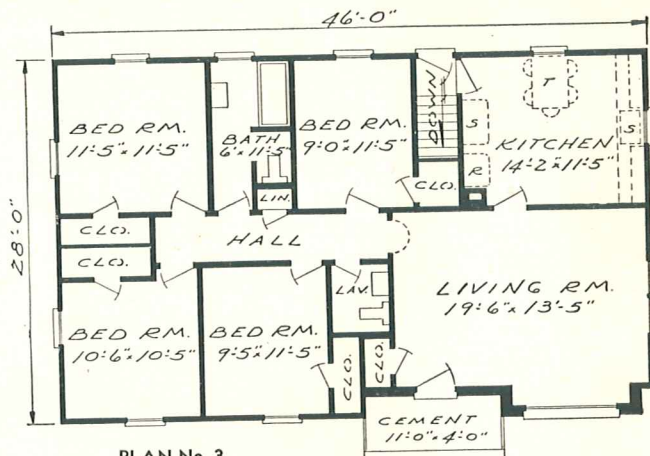 46'-0"
28'-0"
BED RM.
11'-5" x 11'-5"
BATH
6' x 11'-5"
LIN.
BED RM.
9'-0" x 11'-5"
DOWN
CLO.
S
R
T
S
KITCHEN
14'-2" x 11'-5"
CLO.
CLO.
HALL
BED RM.
10'-6" x 10'-5"
BED RM.
9'-5" x 11'-5"
LAV.
CLO.
CLO.
LIVING RM.
19'-6" x 13'-5"
CEMENT
11'-0" x 4'-0"
PLAN No. 3